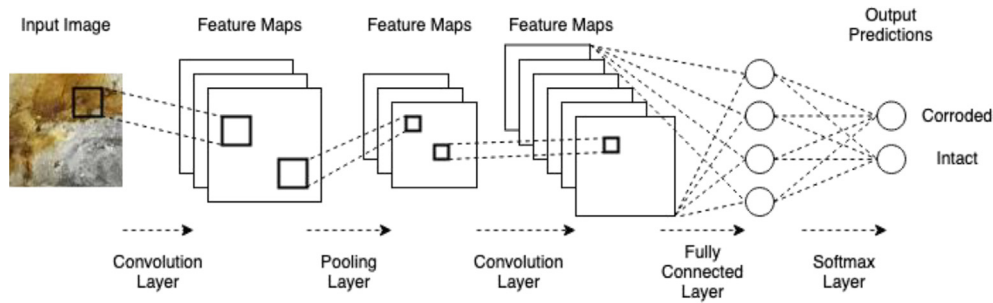 Input Image
Feature Maps
Feature Maps
Feature Maps
Output
Predictions
Corroded
Intact
Convolution
Layer
Pooling
Layer
Convolution
Layer
Fully
Connected
Layer
Softmax
Layer